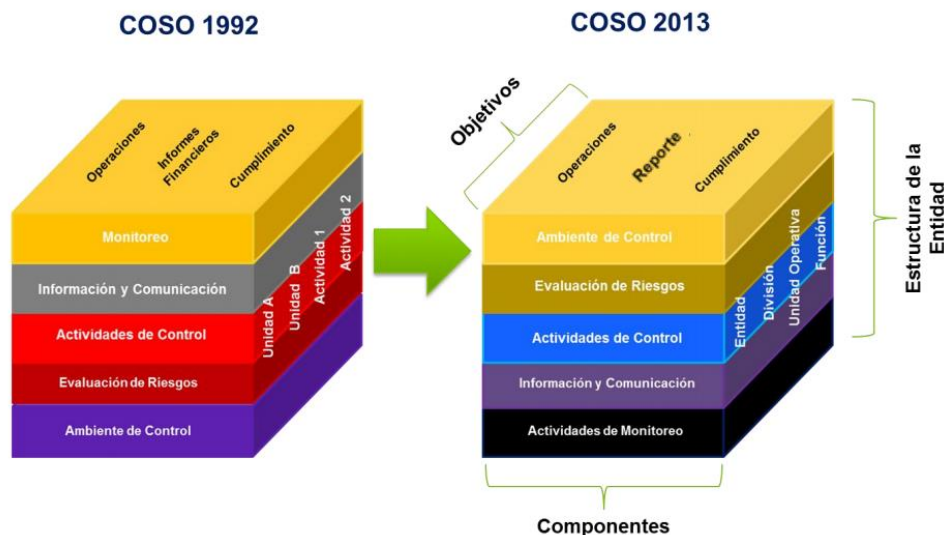 COSO 1992
COSO 2013
Operaciones
Informes
Financieros
Cumplimiento
Monitoreo
Información y Comunicación
Actividades de Control
Evaluación de Riesgos
Ambiente de Control
Unidad A
Unidad B
Actividad 1
Actividad 2
Objetivos
Operaciones
Reporte
Cumplimiento
Ambiente de Control
Evaluación de Riesgos
Actividades de Control
Información y Comunicación
Actividades de Monitoreo
Entidad
División
Unidad Operativa
Función
Estructura de la
Entidad
Componentes